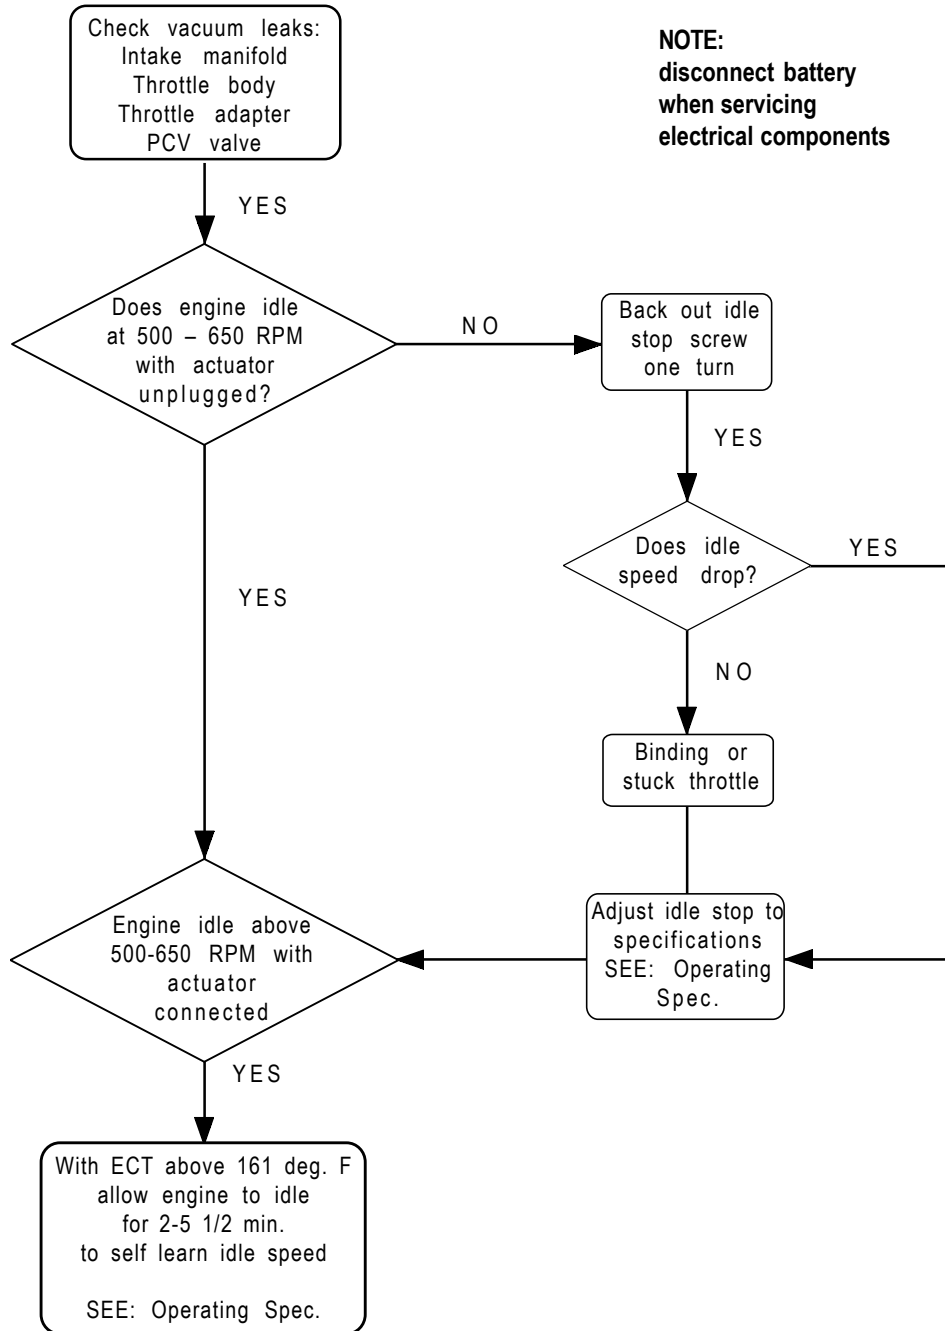 Check vacuum leaks:
Intake manifold
Throttle body
Throttle adapter
PCV valve
NOTE:
disconnect battery
when servicing
electrical components
YES
Does engine idle
at 500 – 650 RPM
with actuator
unplugged?
NO
Back out idle
stop screw
one turn
YES
Does idle
speed drop?
YES
YES
NO
Binding or
stuck throttle
Adjust idle stop to
specifications
SEE: Operating
Spec.
Engine idle above
500-650 RPM with
actuator
connected
YES
With ECT above 161 deg. F
allow engine to idle
for 2-5 1/2 min.
to self learn idle speed
SEE: Operating Spec.